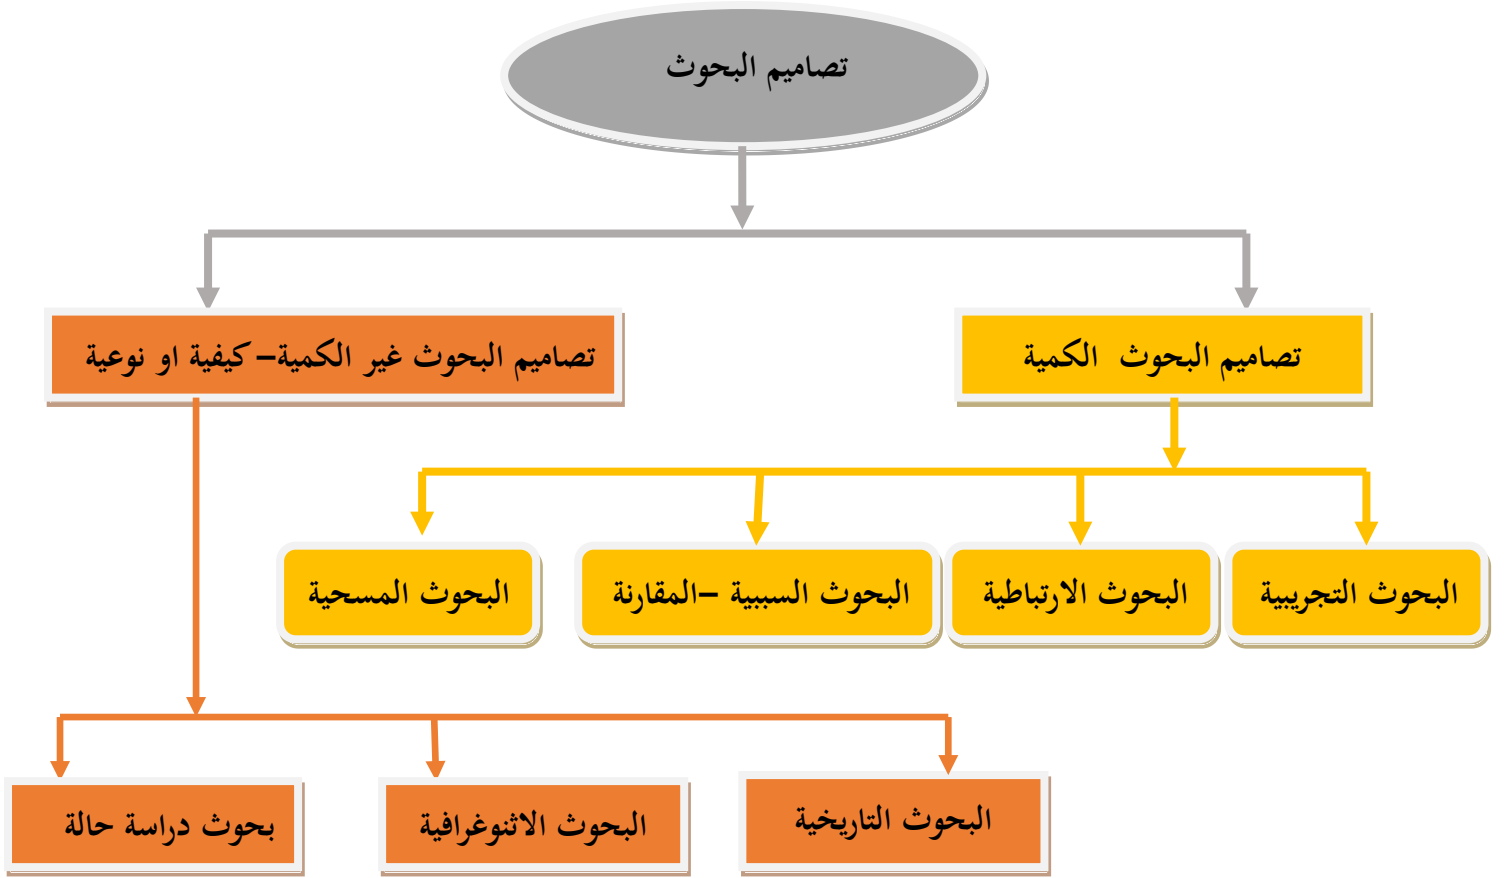 تصاميم البحوث
تصاميم البحوث الكمية
تصاميم البحوث غير الكمية– كيفية او نوعية
البحوث التجريبية
البحوث الارتباطية
البحوث السببية –المقارنة
البحوث المسحية
البحوث التاريخية
البحوث الاثنوغرافية
بحوث دراسة حالة